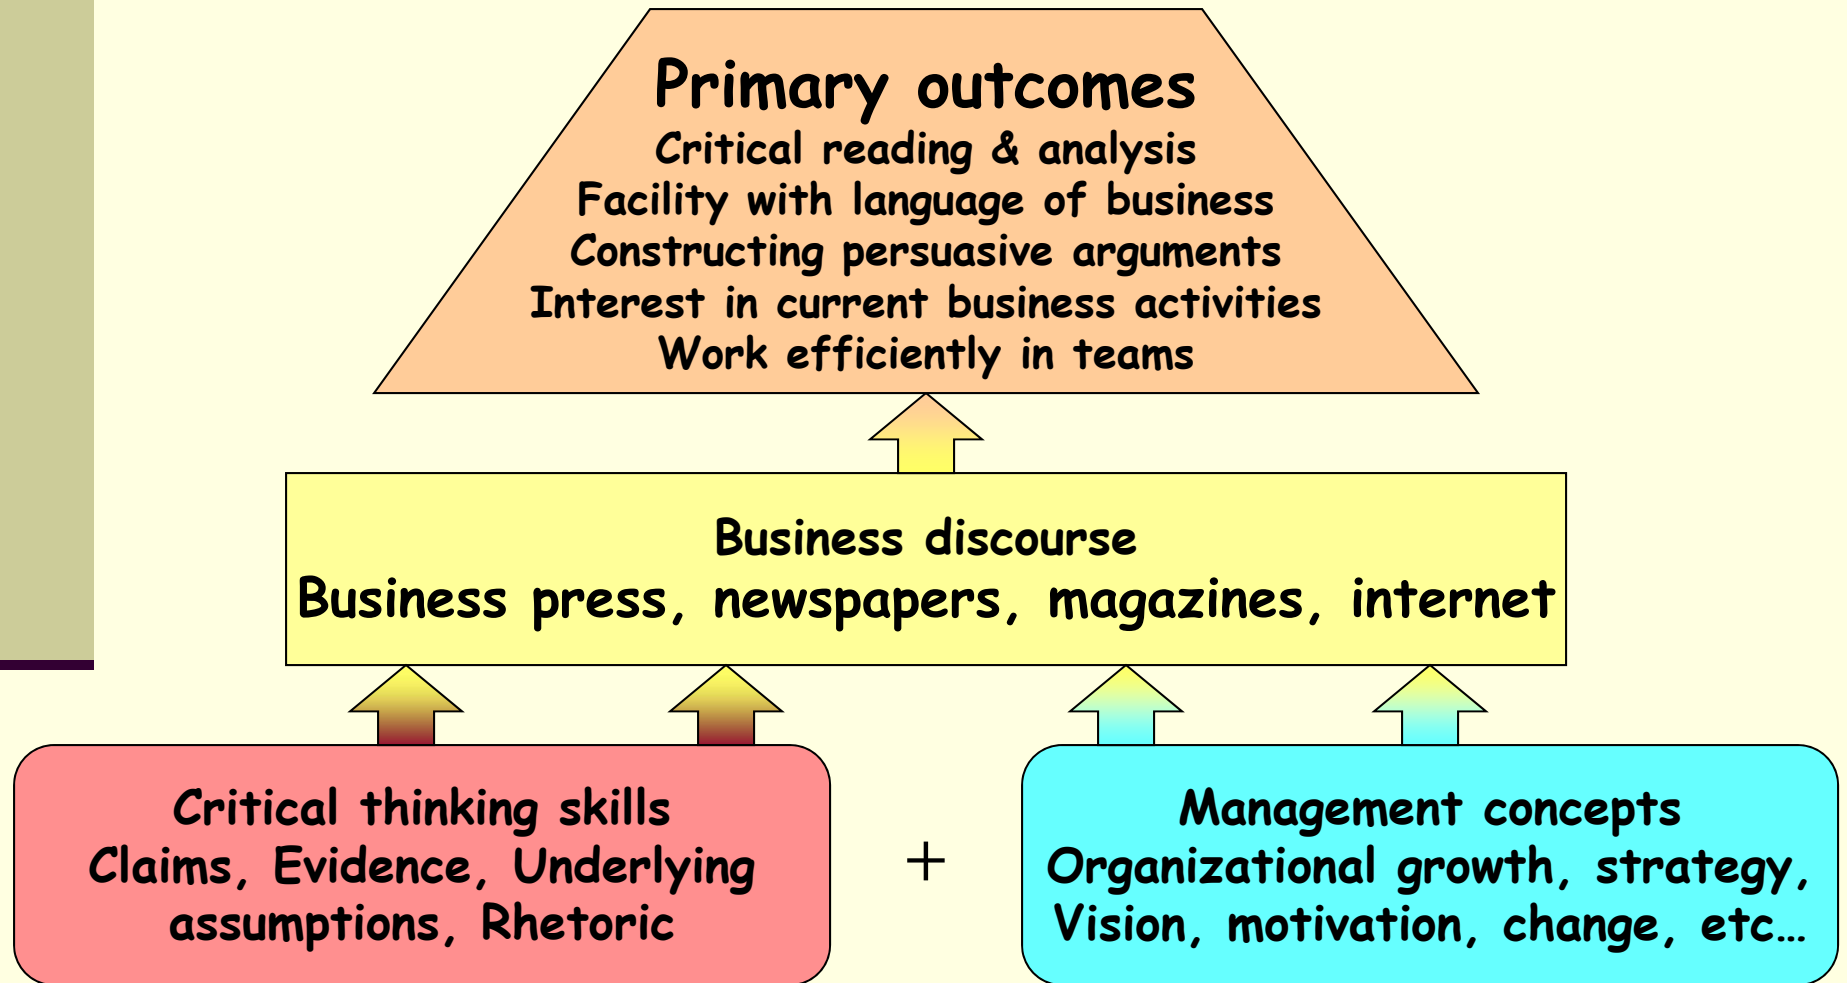 Primary outcomes
Critical reading & analysis
Facility with language of business
Constructing persuasive arguments
Interest in current business activities
Work efficiently in teams
Business discourse
Business press, newspapers, magazines, internet
Critical thinking skills
Claims, Evidence, Underlying
assumptions, Rhetoric
+
Management concepts
Organizational growth, strategy,
Vision, motivation, change, etc…